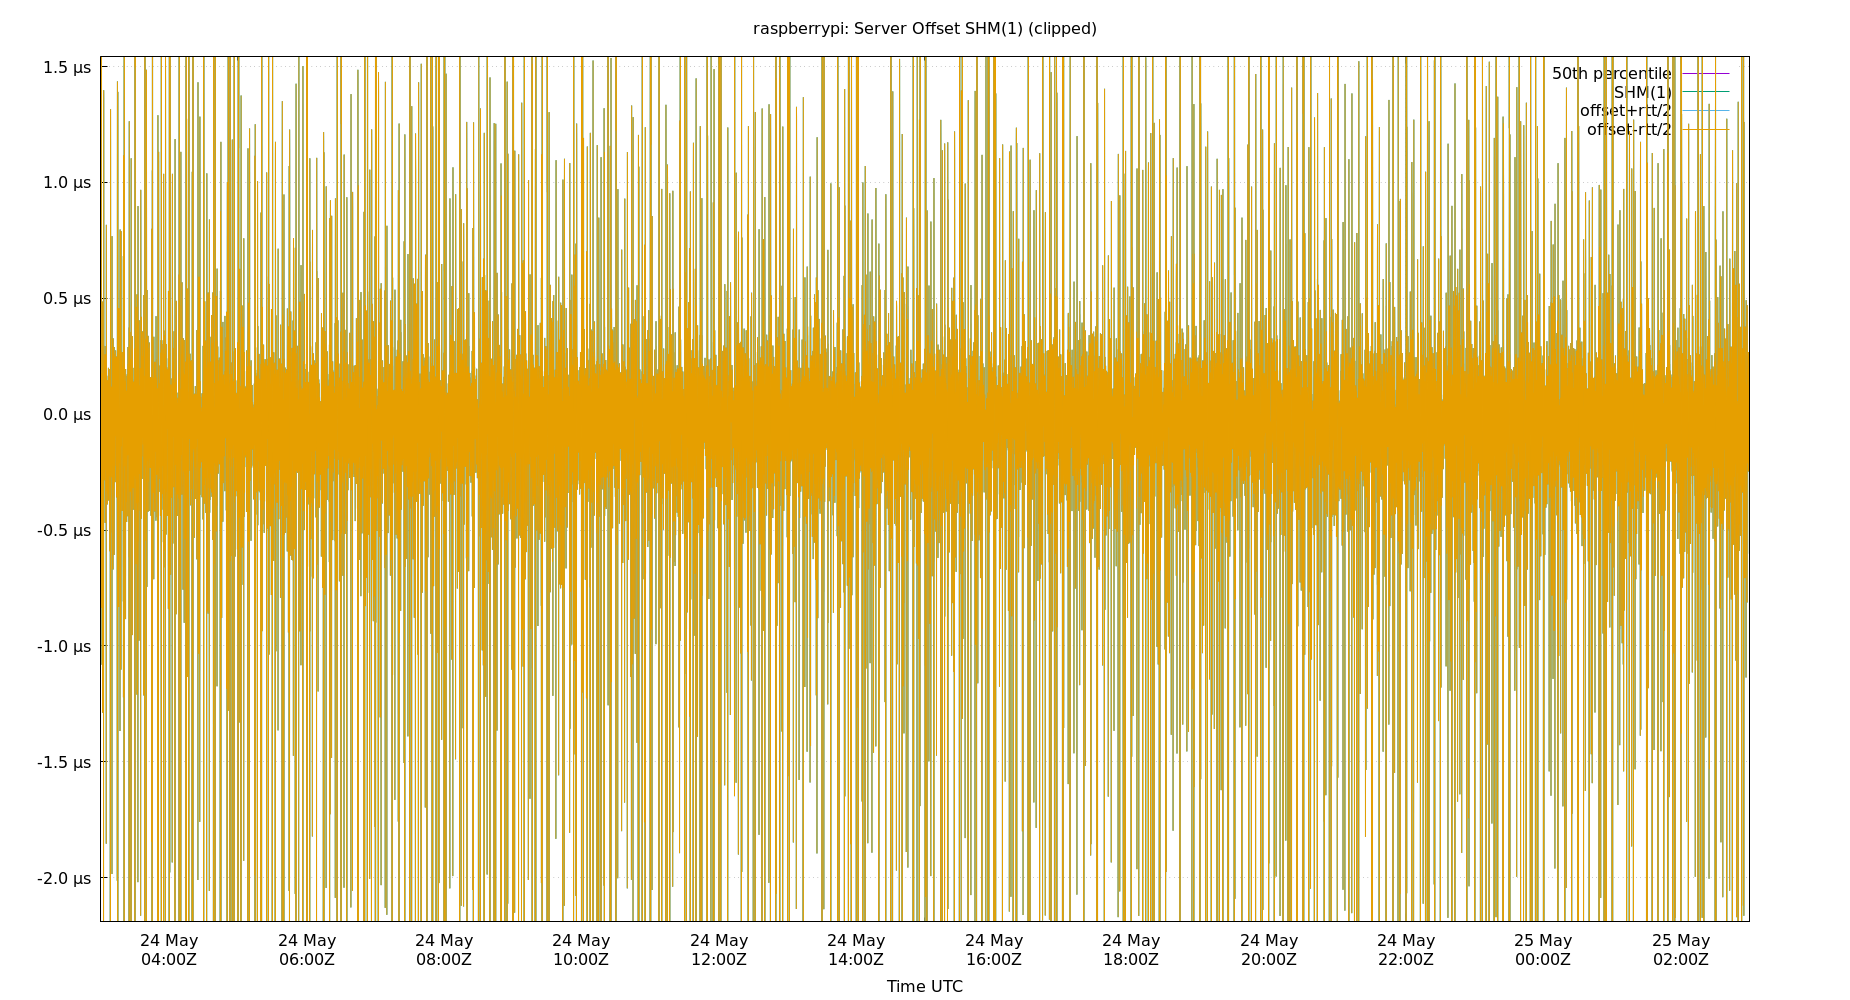 raspberrypi: Server Offset SHM(1) (clipped)
1.5 µs
1.0 µs
0.5 µs
0.0 µs
-0.5 µs
-1.0 µs
-1.5 µs
-2.0 µs
50th percentile
SHM(1)
offset+rtt/2
offset-rtt/2
24 May 24 May 24 May 24 May 24 May 24 May 24 May 24 May 24 May 24 May 25 May 25 May
04:00Z 06:00Z 08:00Z 10:00Z 12:00Z 14:00Z 16:00Z 18:00Z 20:00Z 22:00Z 00:00Z 02:00Z
Time UTC